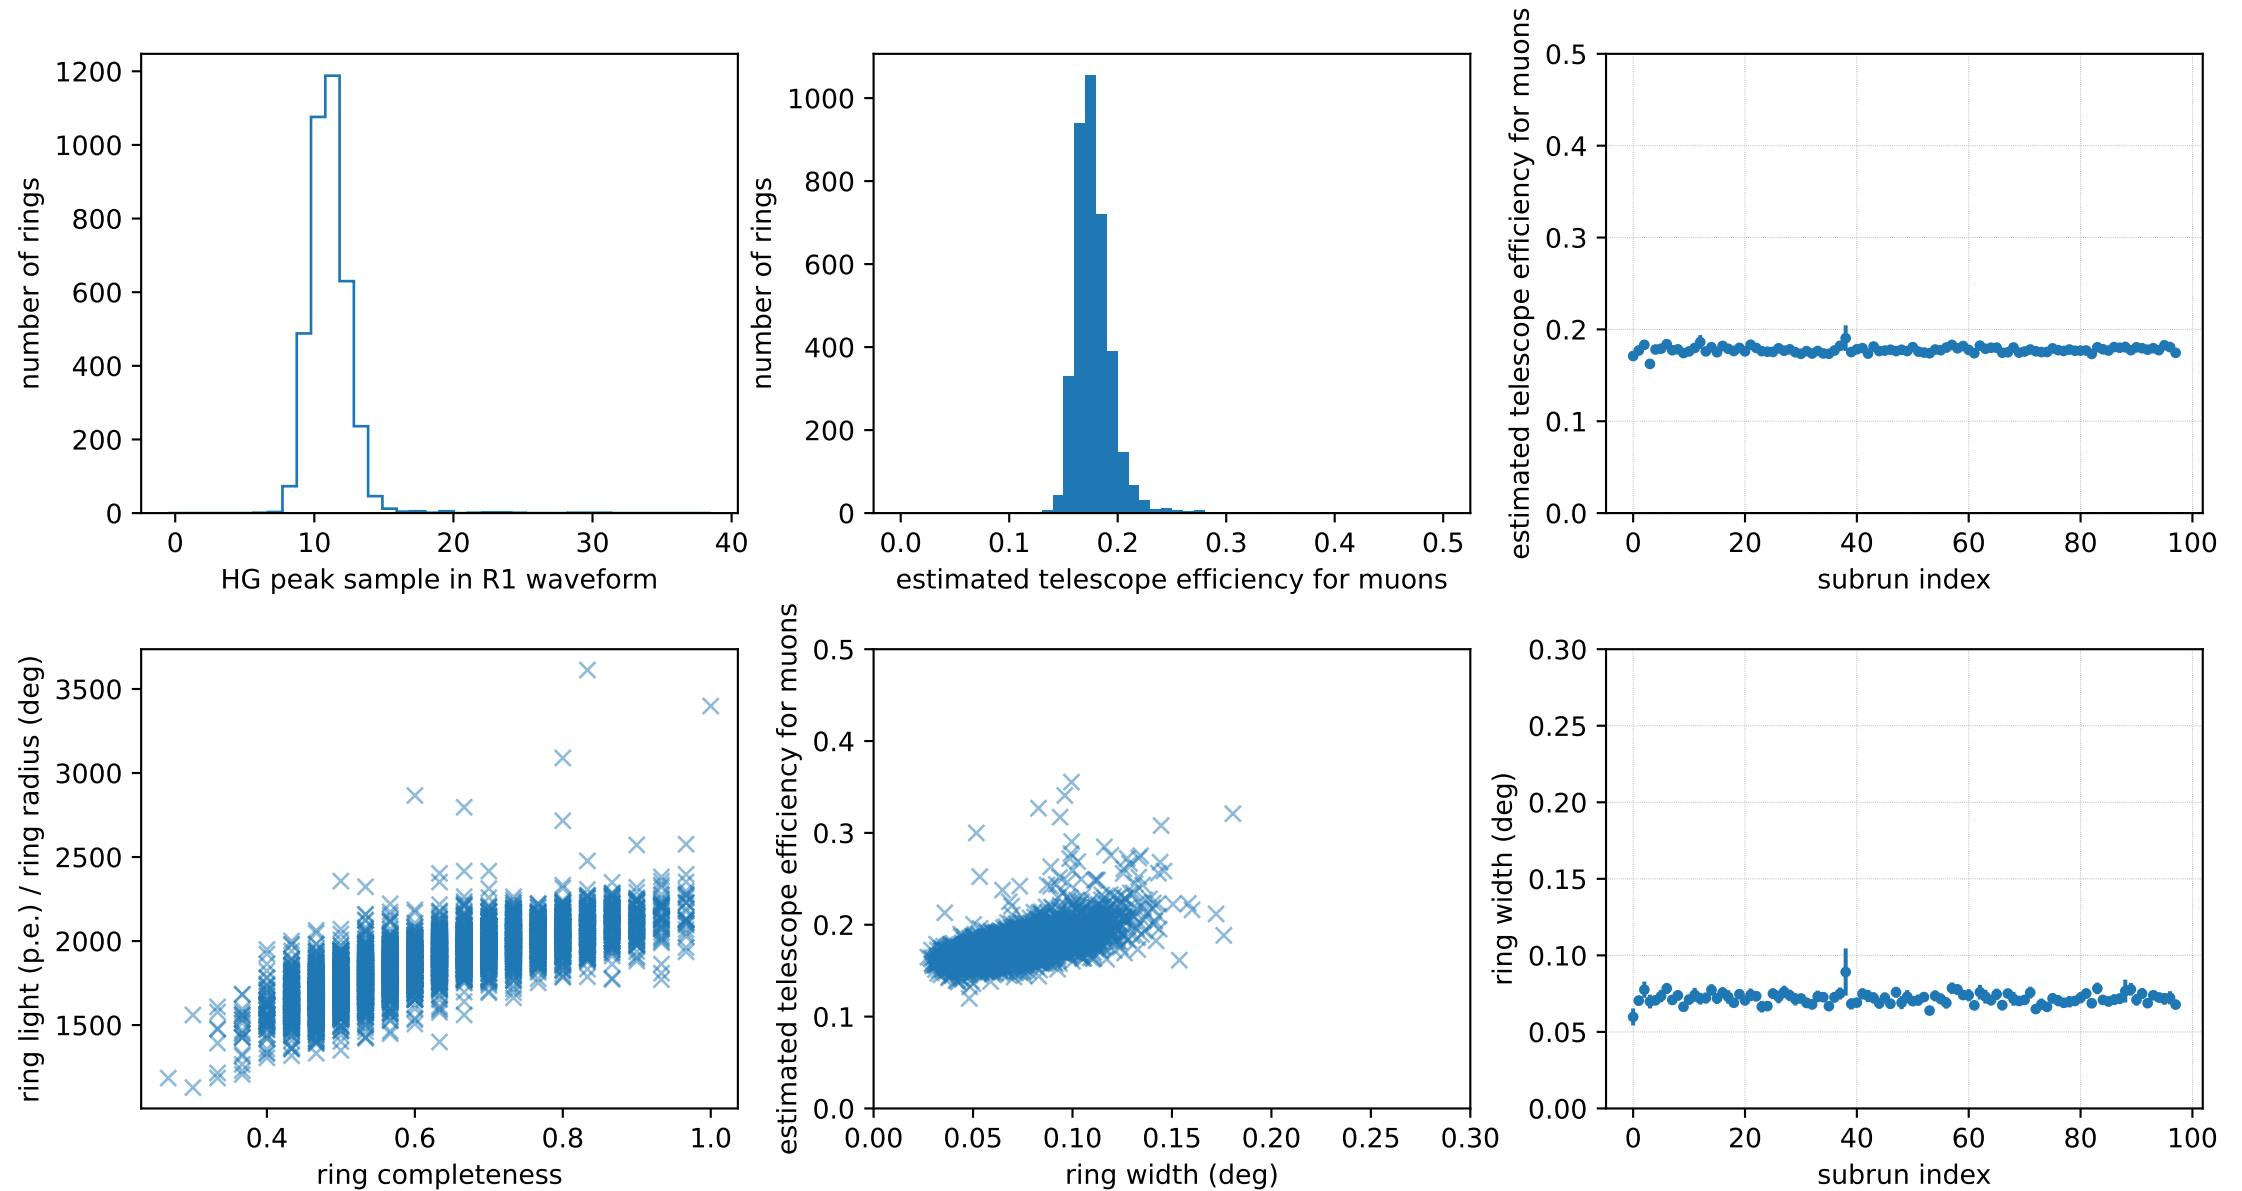 number of rings
1200
1000
800
600
400
200
0
0 10 20 30 40
HG peak sample in R1 waveform
number of rings
1000
800
600
400
200
0
0.0 0.1 0.2 0.3 0.4 0.5
estimated telescope efficiency for muons
estimated telescope efficiency for muons
0.5
0.4
0.3
0.2
0.1
0.0
0 20 40 60 80 100
subrun index
ring light (p.e.) / ring radius (deg)
3500
3000
2500
2000
1500
0.4 0.6 0.8 1.0
ring completeness
estimated telescope efficiency for muons
0.5
0.4
0.3
0.2
0.1
0.0
0.00 0.05 0.10 0.15 0.20 0.25 0.30
ring width (deg)
ring width (deg)
0.30
0.25
0.20
0.15
0.10
0.05
0.00
0 20 40 60 80 100
subrun index